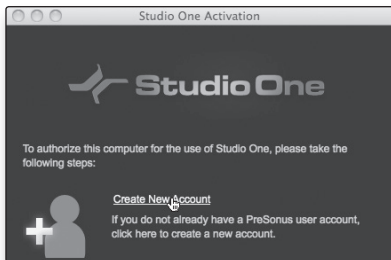 Studio One Activation
Studio One
To authorize this computer for the use of Studio One, please take the
following steps:
Create New Account
If you do not already have a PreSonus user account,
click here to create a new account.